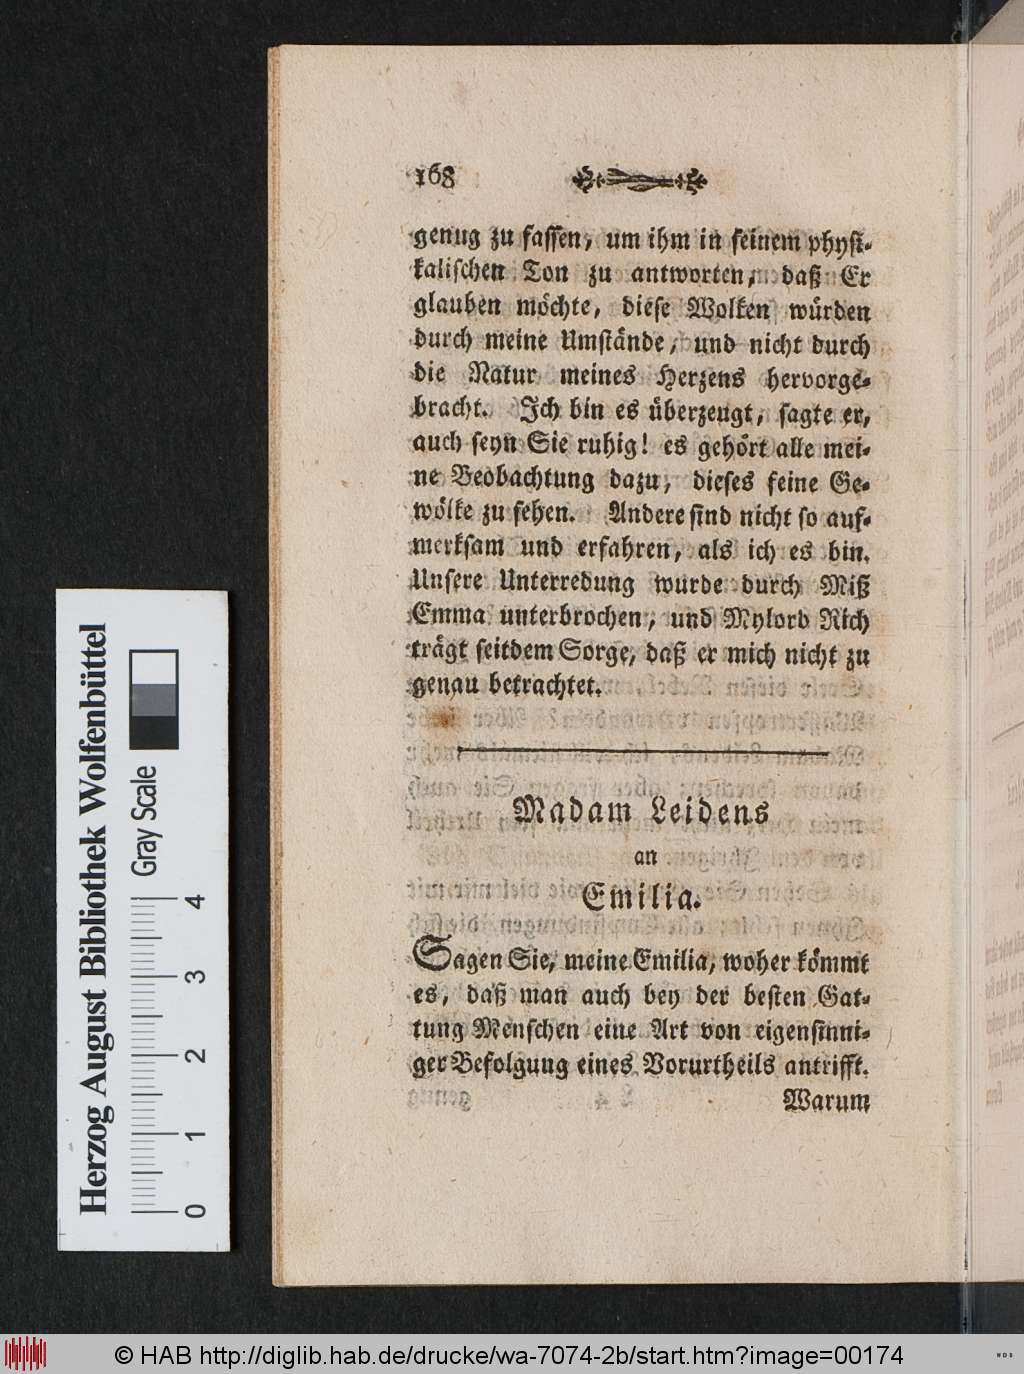 168
genug zu fassen, um ihm in seinem physi-
kalischen Ton zu antworten, daß Er
glauben möchte, diese Wolken würden
durch meine Umstände, und nicht durch
die Natur meines Herzens hervorge-
bracht. Ich bin es überzeugt, sagte er,
auch seyn Sie ruhig! es gehört alle mei-
ne Beobachtung dazu, dieses feine Ge-
wölke zu sehen. Andere sind nicht so auf-
merksam und erfahren, als ich es bin.
Unsere Unterredung wurde durch Miß
Emma unterbrochen, und Mylord Rich
trägt seitdem Sorge, daß er mich nicht zu
genau betrachtet.
Madam Leidens
an
Emilia.
Sagen Sie, meine Emilia, woher kömmt
es, daß man auch bey der besten Gat-
tung Menschen eine Art von eigensinni-
ger Befolgung eines Vorurtheils antrifft.
Warum
Herzog August Bibliothek Wolfenbüttel
Gray Scale
0 1 2 3 4
© HAB http://diglib.hab.de/drucke/wa-7074-2b/start.htm?image=00174